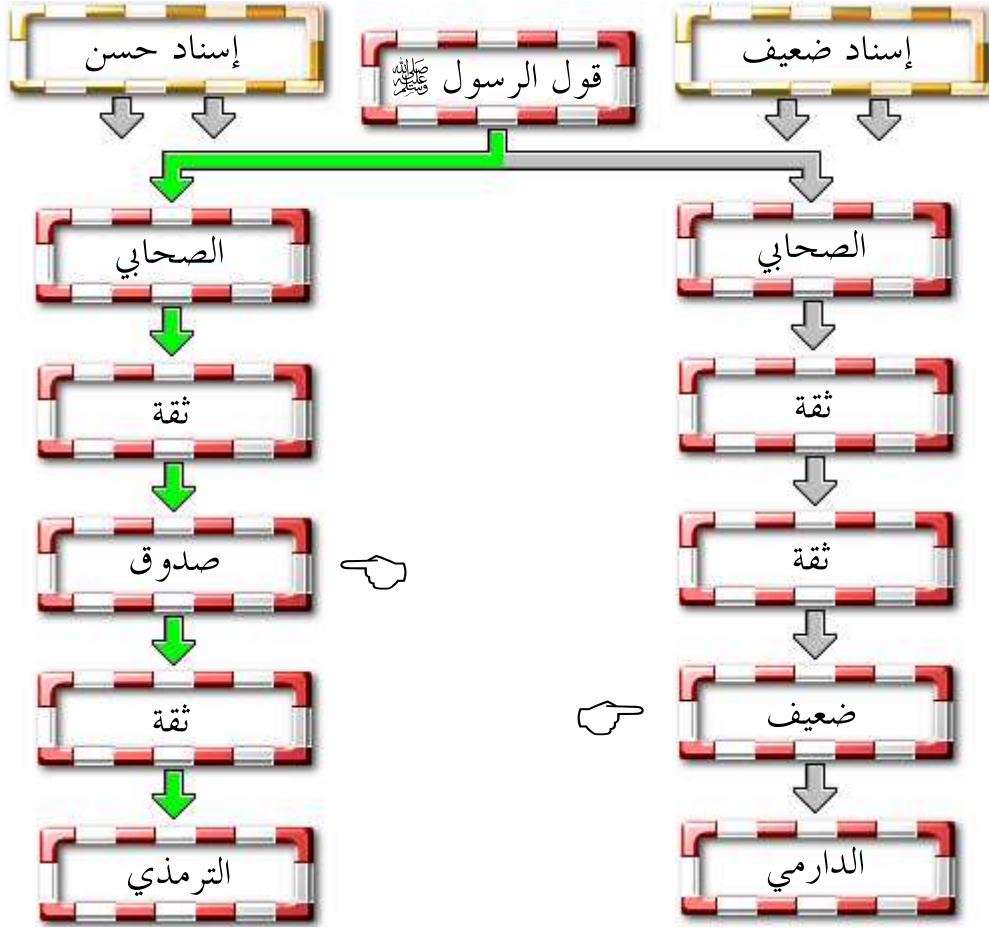 إسناد ضعيف
قول الرسول ﷺ
إسناد حسن
الصحابي
ثقة
ثقة
ضعيف
الدارمي
الصحابي
ثقة
صدوق
ثقة
الترمذي